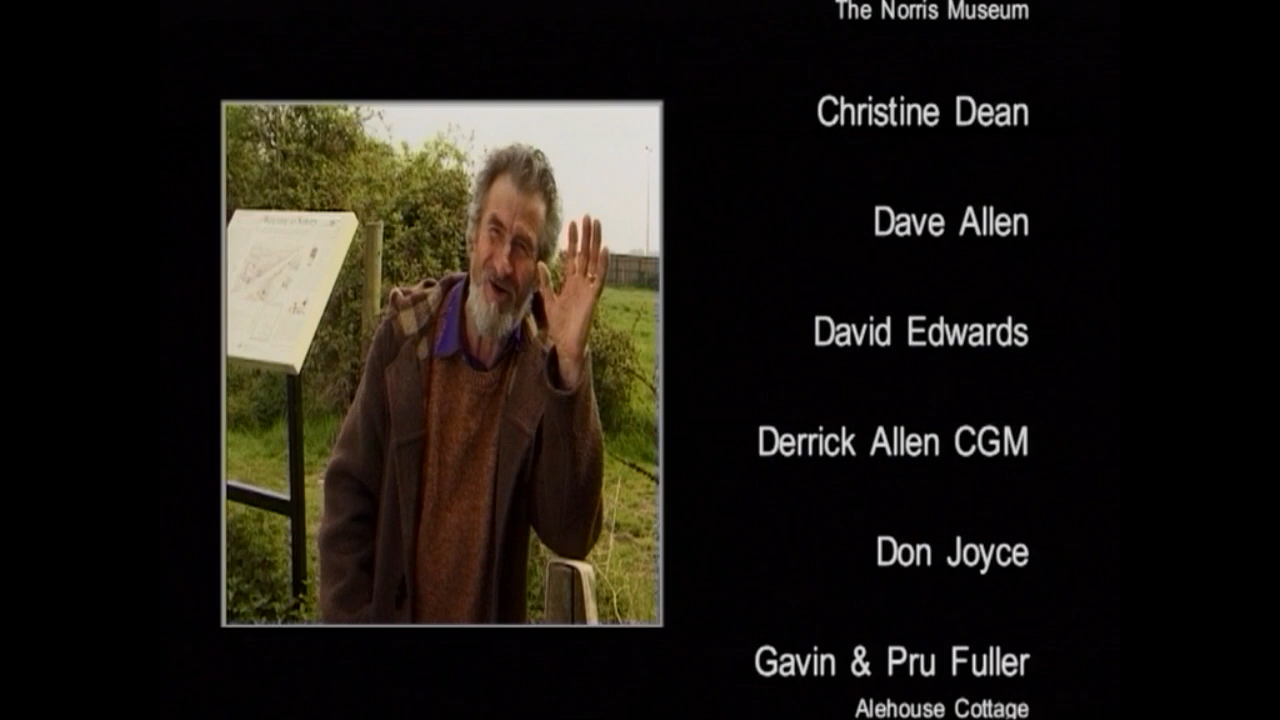 The Norris Museum
Christine Dean
Dave Allen
David Edwards
Derrick Allen CGM
Don Joyce
Gavin & Pru Fuller
Alehouse Cottage